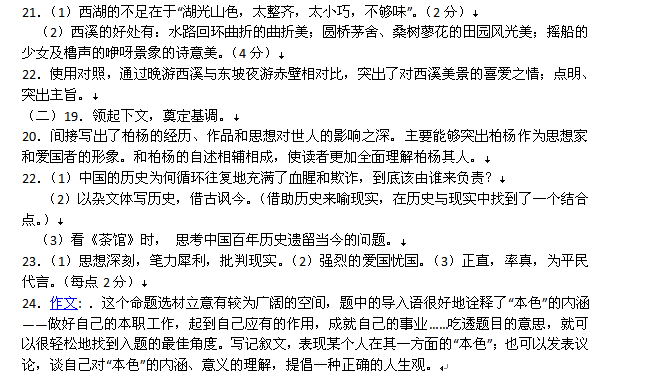 21.（1）西湖的不足在于“湖光山色，太整齐，太小巧，不够味”。（2分）↓
（2）西溪的好处有：水路回环曲折的曲折美；圆桥茅舍、桑树蓼花的田园风光美；摇船的
少女及橹声的咿呀景象的诗意美。（4分）↓
22. 使用对照，通过晚游西溪与东坡夜游赤壁相对比，突出了对西溪美景的喜爱之情；点明、
突出主旨。↓
（二）19. 领起下文，奠定基调。↓
20. 间接写出了柏杨的经历、作品和思想对世人的影响之深。主要能够突出柏杨作为思想家
和爱国者的形象。和柏杨的自述相辅相成，使读者更加全面理解柏杨其人。↓
22.（1）中国的历史为何循环往复地充满了血腥和欺诈，到底该由谁来负责？↓
（2）以杂文体写历史，借古讽今。（借助历史来喻现实，在历史与现实中找到了一个结合
点。）↓
（3）看《茶馆》时， 思考中国百年历史遗留当今的问题。↓
23.（1）思想深刻，笔力犀利，批判现实。（2）强烈的爱国忧国。（3）正直，率真，为平民
代言。（每点2分）↓
24. 作文：. 这个命题选材立意有较为广阔的空间，题中的导入语很好地诠释了“本色”的内涵
——做好自己的本职工作，起到自己应有的作用，成就自己的事业……吃透题目的意思，就可
以很轻松地找到入题的最佳角度。写记叙文，表现某个人在其一方面的“本色”；也可以发表议
论，谈自己对“本色”的内涵、意义的理解，提倡一种正确的人生观。↓